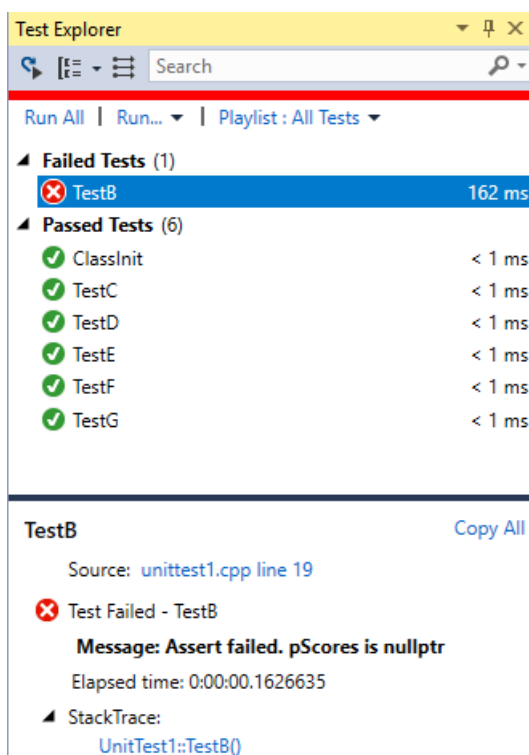 Test Explorer
Search
Run All | Run... | Playlist : All Tests
Failed Tests (1)
TestB 162 ms
Passed Tests (6)
ClassInit < 1 ms
TestC < 1 ms
TestD < 1 ms
TestE < 1 ms
TestF < 1 ms
TestG < 1 ms
TestB Copy All
Source: unittest1.cpp line 19
Test Failed - TestB
Message: Assert failed. pScores is nullptr
Elapsed time: 0:00:00.1626635
StackTrace:
UnitTest1::TestB()